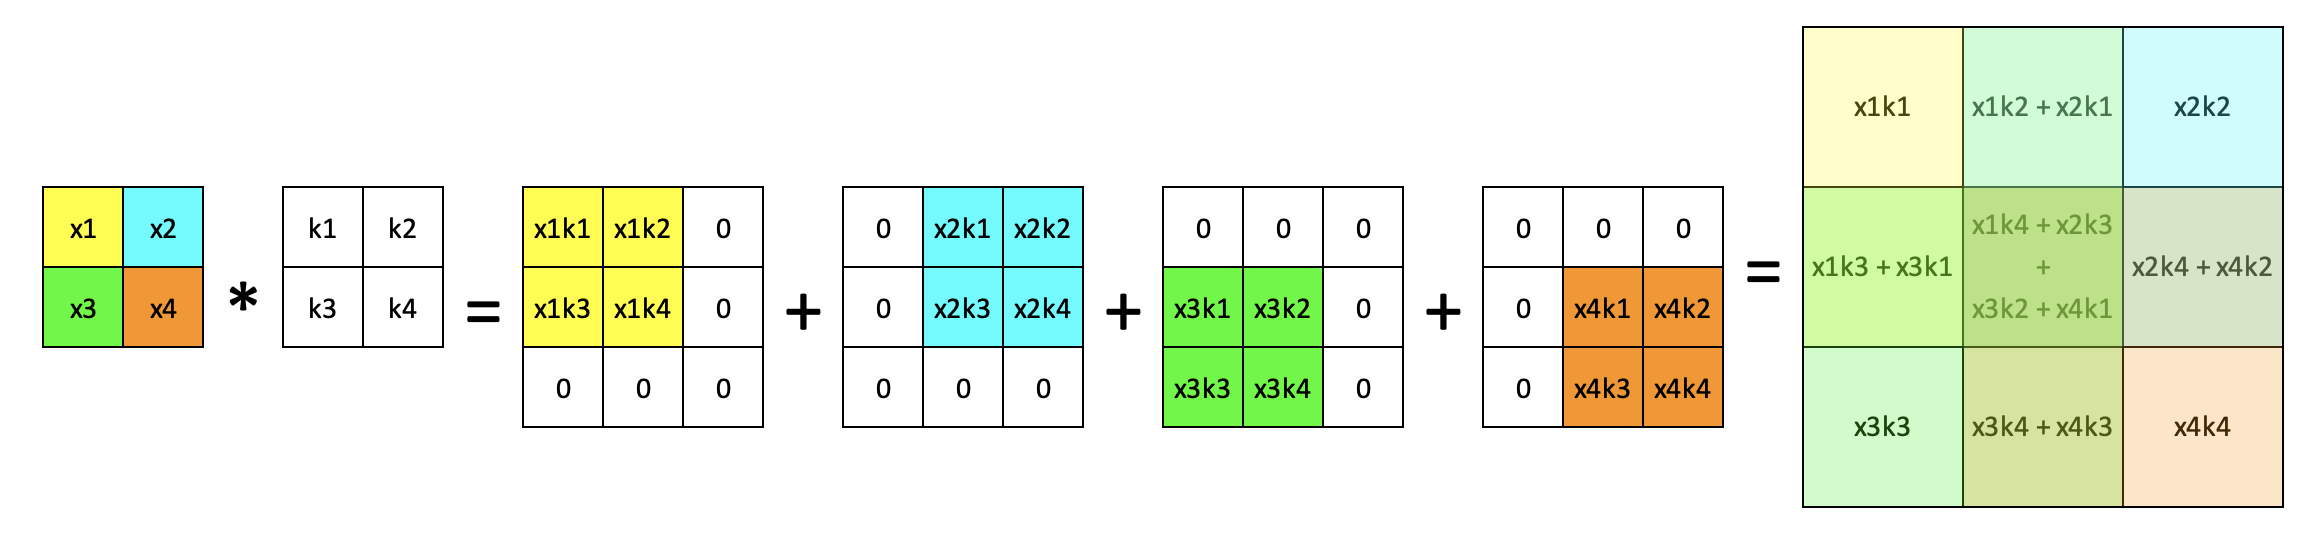 x1 x2
x3 x4
*
k1 k2
k3 k4
=
x1k1 x1k2 0
x1k3 x1k4 0
0 0 0
+
0 x2k1 x2k2
0 x2k3 x2k4
0 0 0
+
0 0 0
x3k1 x3k2 0
x3k3 x3k4 0
+
0 0 0
0 x4k1 x4k2
0 x4k3 x4k4
=
x1k1 x1k2 + x2k1 x2k2
x1k4 + x2k3
x1k3 + x3k1 + x2k4 + x4k2
x3k2 + x4k1
x3k3 x3k4 + x4k3 x4k4